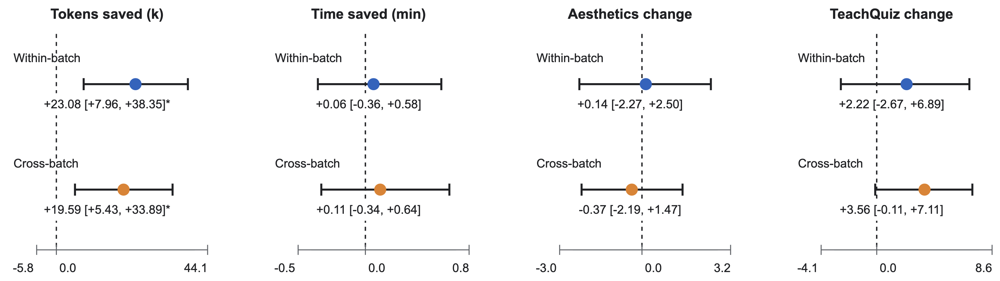 Tokens saved (k)
Within-batch
+23.08 [+7.96, +38.35]*
Cross-batch
+19.59 [+5.43, +33.89]*
-5.8 0.0 44.1
Time saved (min)
Within-batch
+0.06 [-0.36, +0.58]
Cross-batch
+0.11 [-0.34, +0.64]
-0.5 0.0 0.8
Aesthetics change
Within-batch
+0.14 [-2.27, +2.50]
Cross-batch
-0.37 [-2.19, +1.47]
-3.0 0.0 3.2
TeachQuiz change
Within-batch
+2.22 [-2.67, +6.89]
Cross-batch
+3.56 [-0.11, +7.11]
-4.1 0.0 8.6